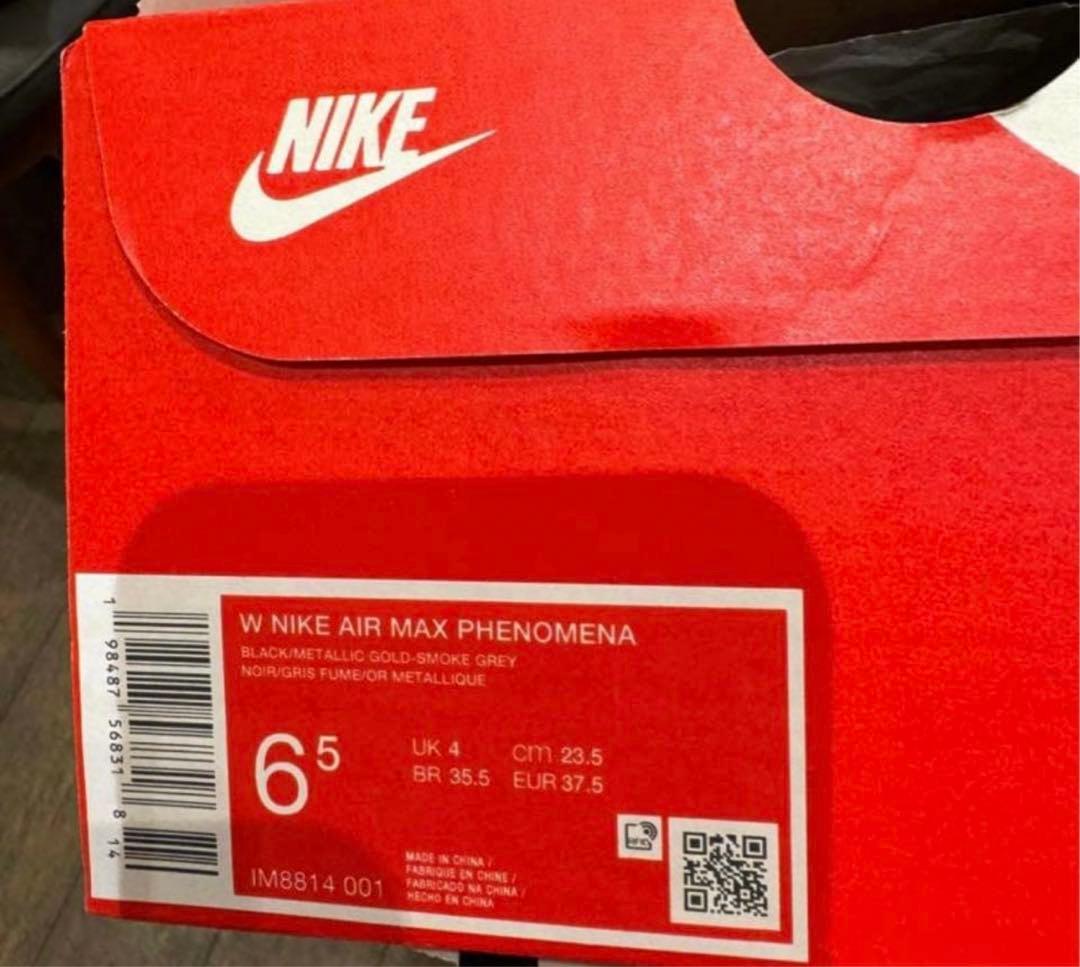 NIKE
W NIKE AIR MAX PHENOMENA
BLACK/METALLIC GOLD-SMOKE GREY
NOIR/GRIS FUME/OR METALLIQUE
6 5
UK 4 cm 23.5
BR 35.5 EUR 37.5
IM8814 001
MADE IN CHINA /
FABRIQUE EN CHINE /
FABRICADO NA CHINA /
HECHO EN CHINA
RFID
1 98487 56831 8 14